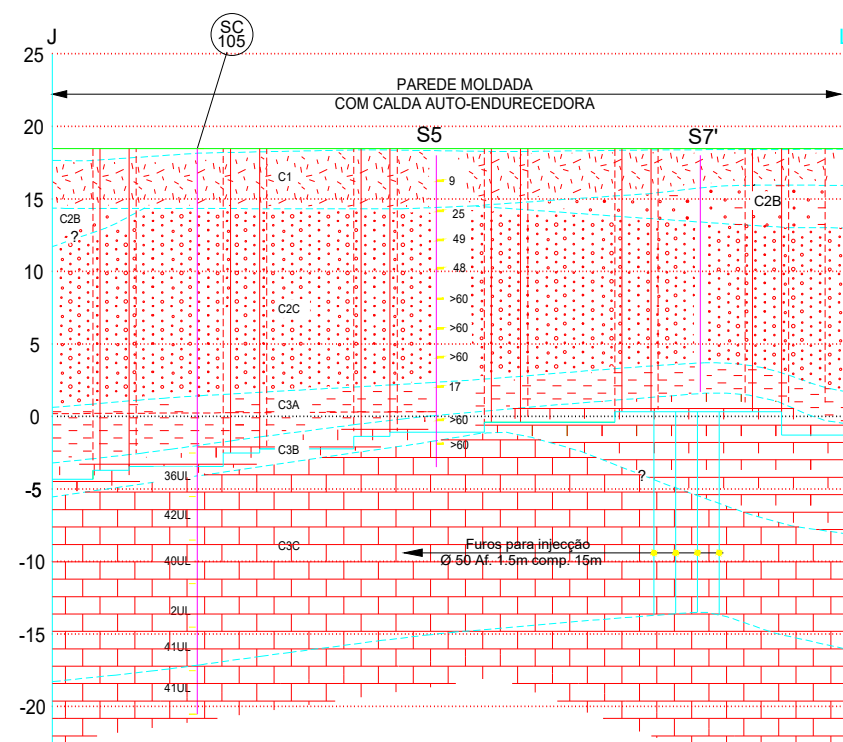 SC
105
J
25
PAREDE MOLDADA
COM CALDA AUTO-ENDURECEDORA
20
S5
S7'
C1
9
15
C2B
?
25
C2B
49
10
48
C2C
>60
5
>60
>60
17
C3A
0
>60
C3B
>60
-5
36UL
?
42UL
C3C
Furos para injecção
-10
40UL
Ø 50 Af. 1.5m comp. 15m
2UL
-15
41UL
41UL
-20